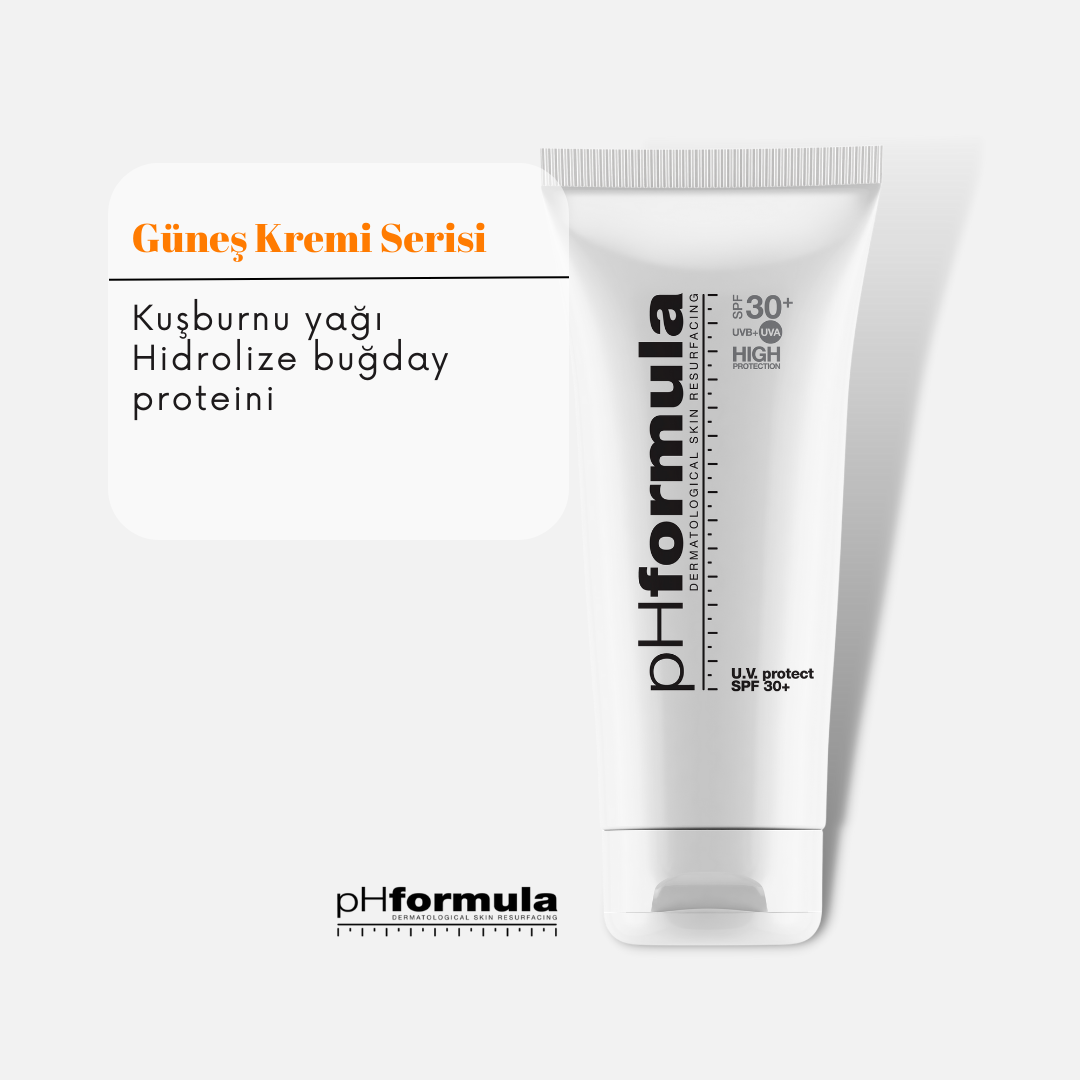 Güneş Kremi Serisi
Kuşburnu yağı
Hidrolize buğday
proteini
pHformula
DERMATOLOGICAL SKIN RESURFACING
SPF 30+
UVB+UVA
HIGH
PROTECTION
U.V. protect
SPF 30+
pHformula
DERMATOLOGICAL SKIN RESURFACING